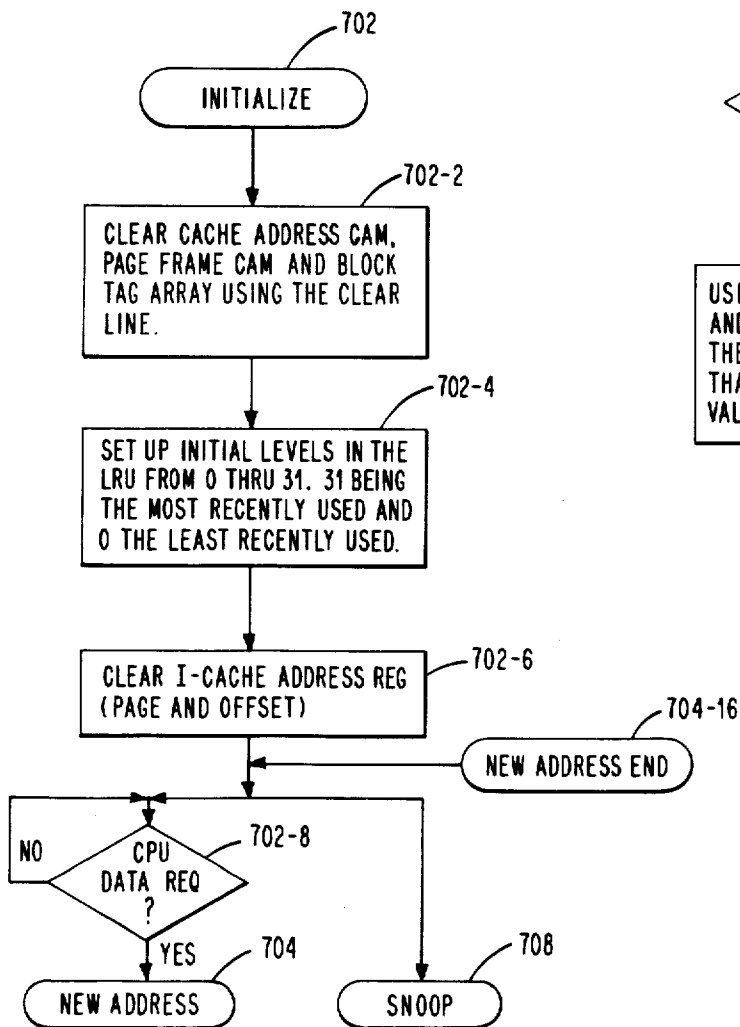 702
INITIALIZE
702-2
CLEAR CACHE ADDRESS CAM,
PAGE FRAME CAM AND BLOCK
TAG ARRAY USING THE CLEAR
LINE.
702-4
SET UP INITIAL LEVELS IN THE
LRU FROM 0 THRU 31. 31 BEING
THE MOST RECENTLY USED AND
0 THE LEAST RECENTLY USED.
702-6
CLEAR I-CACHE ADDRESS REG
(PAGE AND OFFSET)
704-16
NEW ADDRESS END
702-8
NO
CPU
DATA REQ
?
YES
704
NEW ADDRESS
708
SNOOP
THE